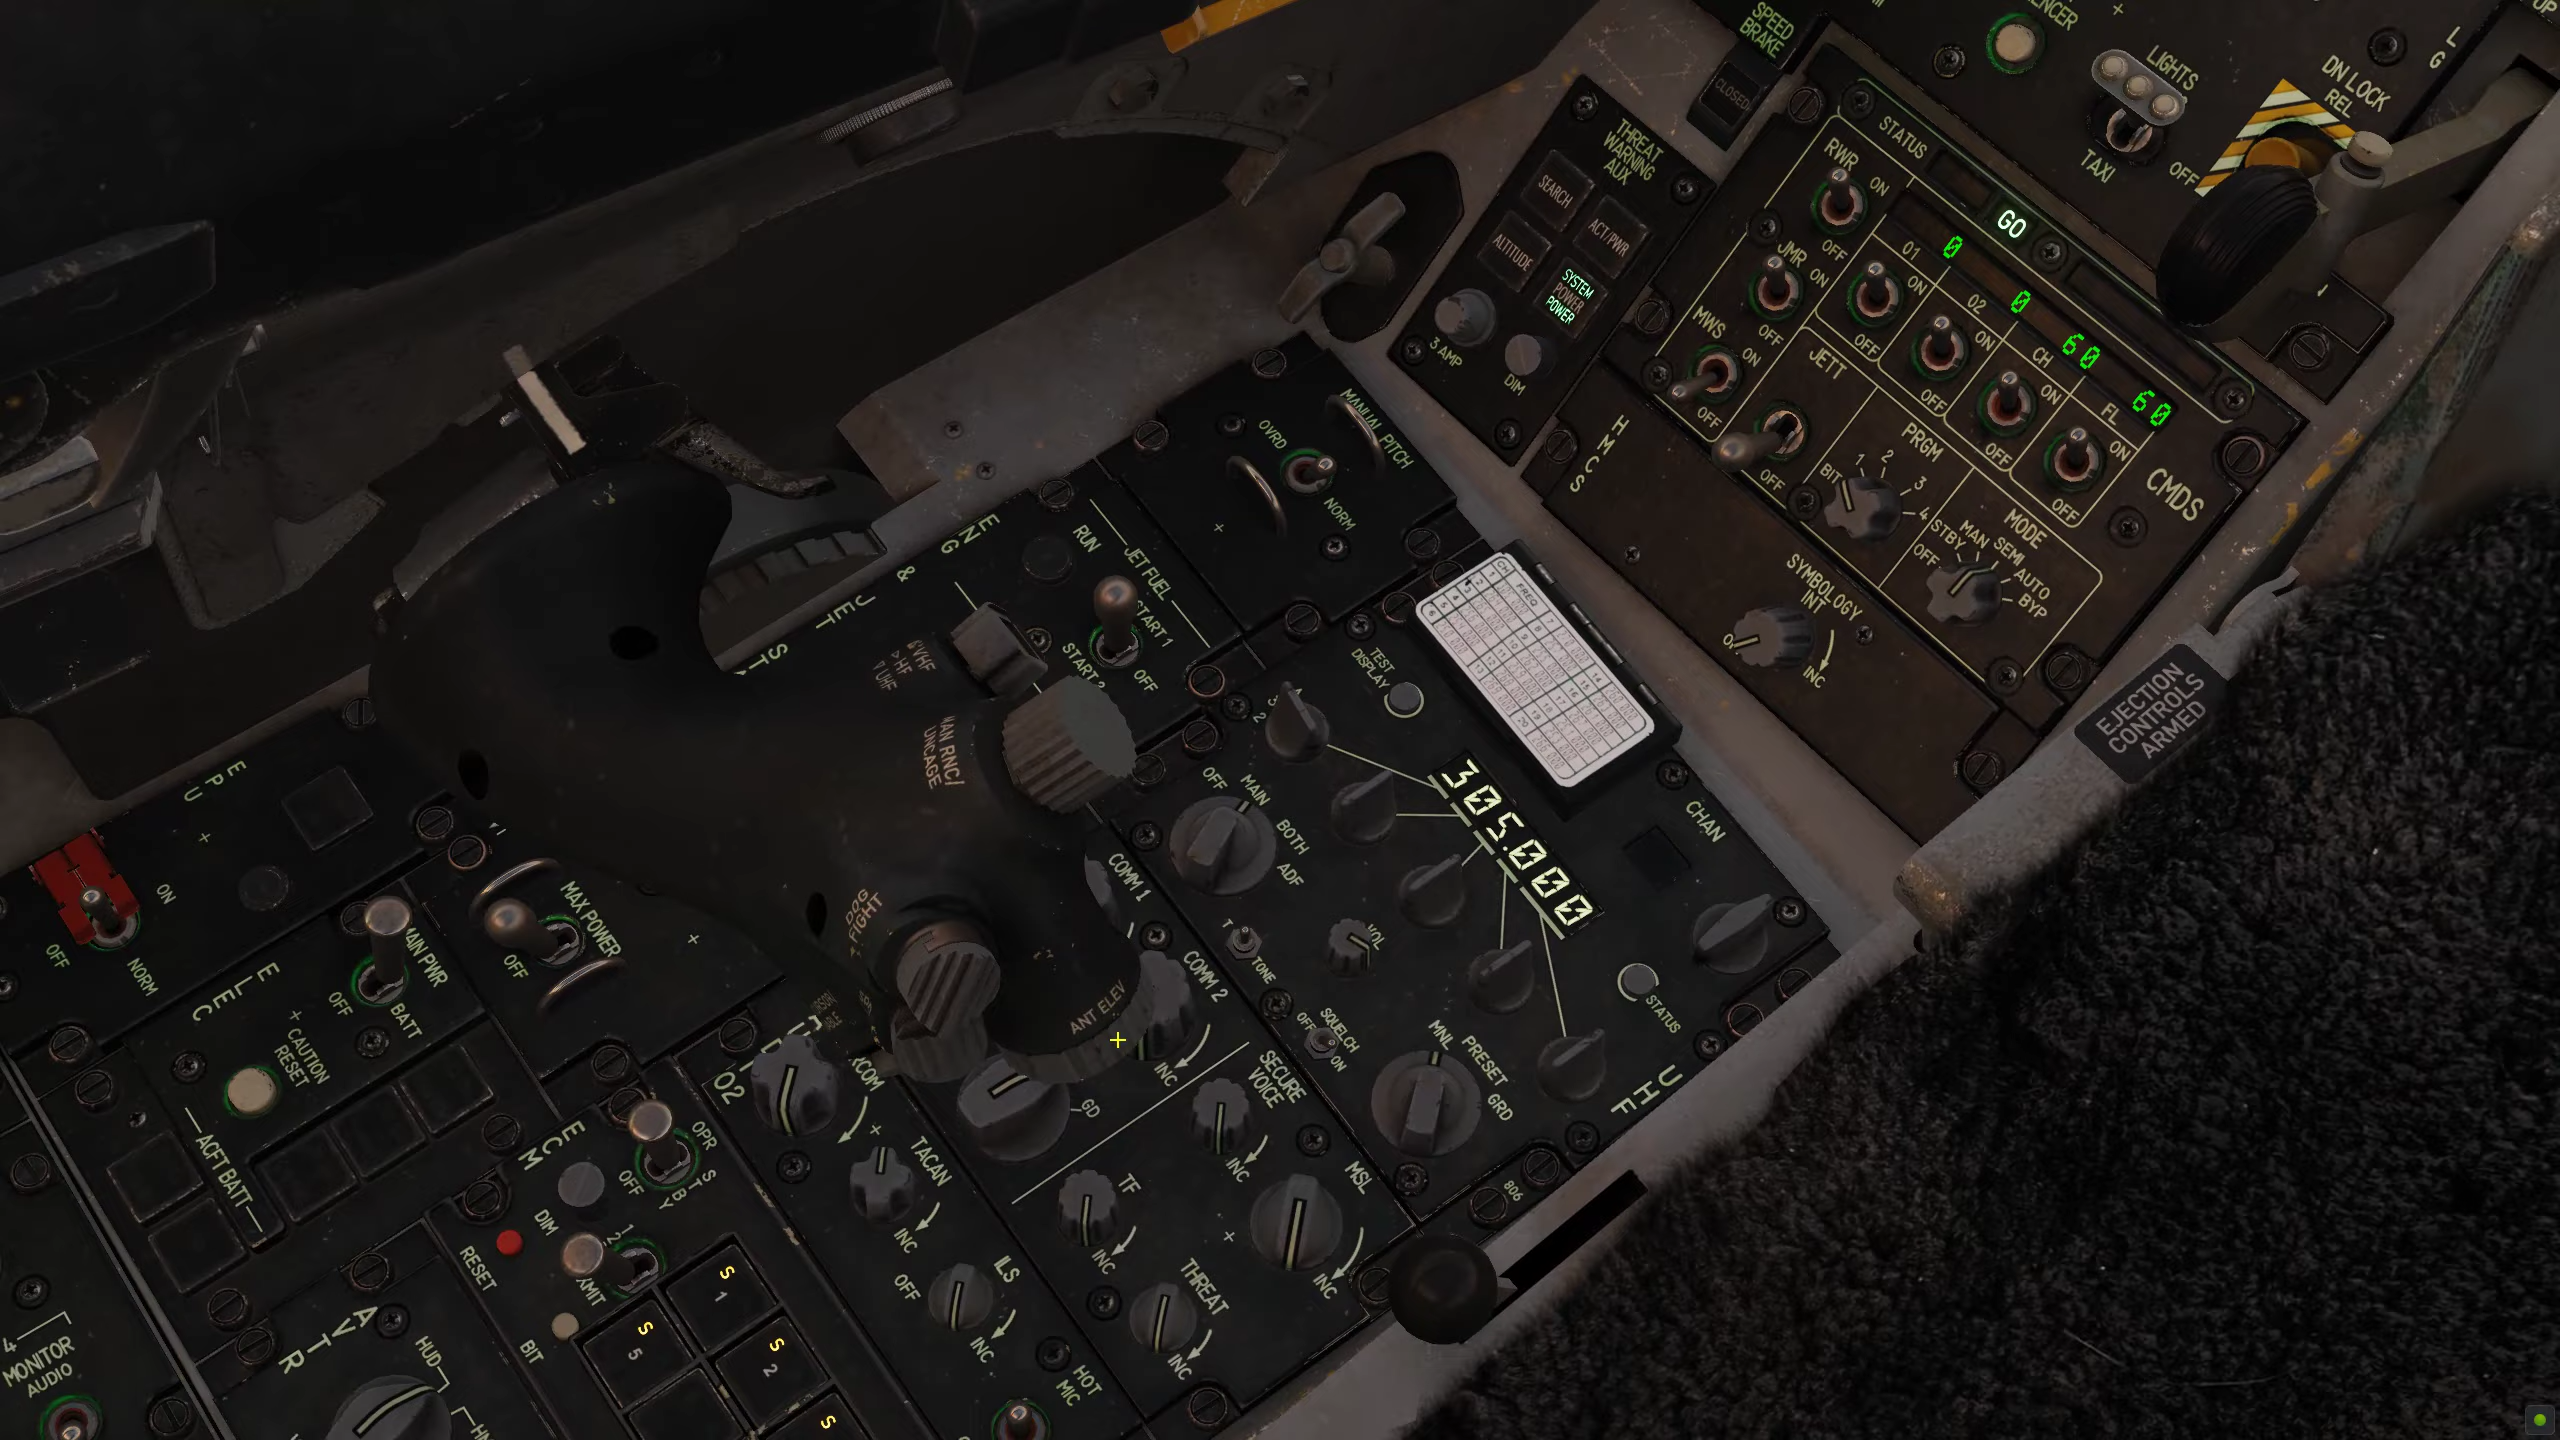 SPEED
BRAKE
CLOSED
LIGHTS
TAXI
OFF
DN LOCK
REL
L
G
THREAT
WARNING
AUX
SEARCH
ACT/PWR
ALTITUDE
SYSTEM
POWER
POWER
3 AMP
DIM
STATUS
GO
RWR
ON
OFF
JMR
ON
OFF
MWS
ON
OFF
01
0
ON
OFF
02
0
ON
OFF
CH
60
ON
OFF
FL
60
ON
OFF
JETT
OFF
PRGM
BIT
1
2
3
4
MODE
OFF
STBY
MAN
SEMI
AUTO
BYP
CMDS
HMCS
SYMBOLOGY
INT
INC
EJECTION
CONTROLS
ARMED
MANUAL PITCH
OVRD
NORM
ENG
&
JET
RUN
JET FUEL
START 1
OFF
VHF
UHF
UNCAGE
DOG
FIGHT
ANT ELEV
TEST
DISPLAY
CH
FREQ
305.000
CHAN
STATUS
OFF
MAIN
BOTH
ADF
TONE
VOL
SQUELCH
OFF
ON
MNL
PRESET
GRD
UHF
806
COMM 1
COMM 2
INC
SECURE
VOICE
INC
MSL
INC
TF
INC
THREAT
INC
GD
TACAN
INC
ILS
OFF
INC
HOT
MIC
EPU
ON
OFF
NORM
MAX POWER
OFF
ELEC
MAIN PWR
OFF
BATT
CAUTION
RESET
ACFT BATT
O2
ECM
OPR
STBY
OFF
DIM
RESET
XMIT
BIT
S
1
S
5
S
2
S
AVTR
HUD
4
MONITOR
AUDIO